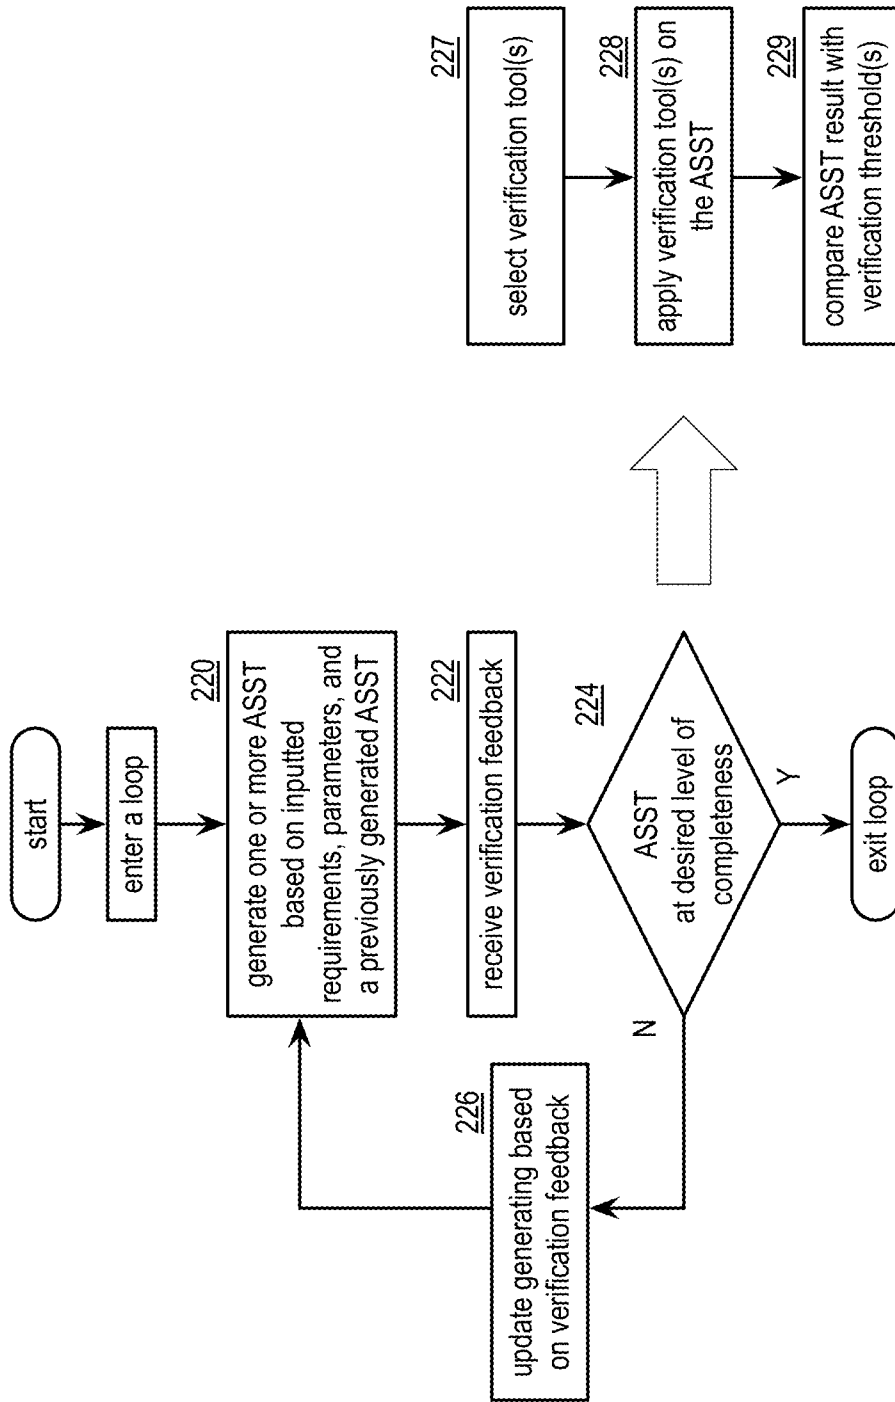 start
enter a loop
220
generate one or more ASST
based on inputted
requirements, parameters, and
a previously generated ASST
222
receive verification feedback
224
ASST
at desired level of
completeness
N
Y
226
update generating based
on verification feedback
exit loop
227
select verification tool(s)
228
apply verification tool(s) on
the ASST
229
compare ASST result with
verification threshold(s)